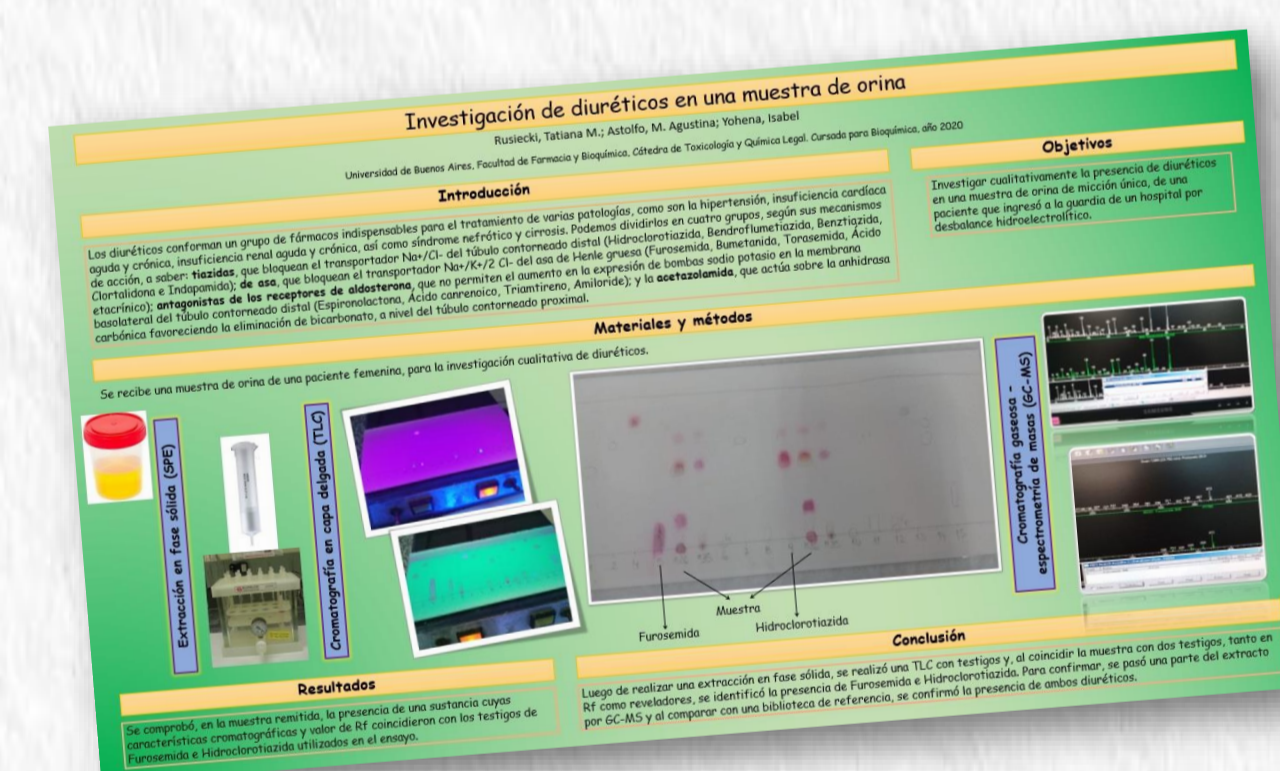 Investigación de diuréticos en una muestra de orina
Rusiecki, Tatiana M.; Astolfo, M. Agustina; Yohena, Isabel
Universidad de Buenos Aires, Facultad de Farmacia y Bioquímica, Cátedra de Toxicología y Química Legal. Cursada para Bioquímica, año 2020
Introducción
Los diuréticos conforman un grupo de fármacos indispensables para el tratamiento de varias patologías, como son la hipertensión, insuficiencia cardíaca
aguda y crónica, insuficiencia renal aguda y crónica, así como síndrome nefrótico y cirrosis. Podemos dividirlos en cuatro grupos, según sus mecanismos
de acción, a saber: tiazidas, que bloquean el transportador Na+/Cl- del túbulo contorneado distal (Hidroclorotiazida, Bendroflumetiazida, Benztiazida,
Clortalidona e Indapamida); de asa, que bloquean el transportador Na+/K+/2 Cl- del asa de Henle gruesa (Furosemida, Bumetanida, Torasemida, Ácido
etacrínico); antagonistas de los receptores de aldosterona, que no permiten el aumento en la expresión de bombas sodio potasio en la membrana
basolateral del túbulo contorneado distal (Espironolactona, Ácido canrenoico, Triamtireno, Amiloride); y la acetazolamida, que actúa sobre la anhidrasa
carbónica favoreciendo la eliminación de bicarbonato, a nivel del túbulo contorneado proximal.
Objetivos
Investigar cualitativamente la presencia de diuréticos
en una muestra de orina de micción única, de una
paciente que ingresó a la guardia de un hospital por
desbalance hidroelectrolítico.
Materiales y métodos
Se recibe una muestra de orina de una paciente femenina, para la investigación cualitativa de diuréticos.
Extracción en fase sólida (SPE)
Cromatografía en capa delgada (TLC)
Furosemida
Muestra
Hidroclorotiazida
Cromatografía gaseosa -
espectrometría de masas (GC-MS)
SAMSUNG
Resultados
Se comprobó, en la muestra remitida, la presencia de una sustancia cuyas
características cromatográficas y valor de Rf coincidieron con los testigos de
Furosemida e Hidroclorotiazida utilizados en el ensayo.
Conclusión
Luego de realizar una extracción en fase sólida, se realizó una TLC con testigos y, al coincidir la muestra con dos testigos, tanto en
Rf como reveladores, se identificó la presencia de Furosemida e Hidroclorotiazida. Para confirmar, se pasó una parte del extracto
por GC-MS y al comparar con una biblioteca de referencia, se confirmó la presencia de ambos diuréticos.